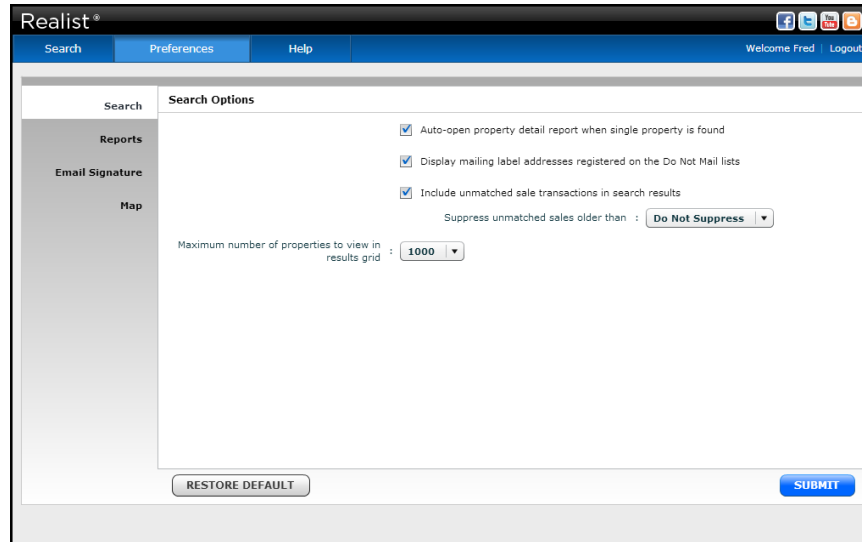 Realist®
f t You Tube B
Search Preferences Help Welcome Fred | Logout
Search
Reports
Email Signature
Map
Search Options
Auto-open property detail report when single property is found
Display mailing label addresses registered on the Do Not Mail lists
Include unmatched sale transactions in search results
Suppress unmatched sales older than : Do Not Suppress
Maximum number of properties to view in
results grid : 1000
RESTORE DEFAULT SUBMIT